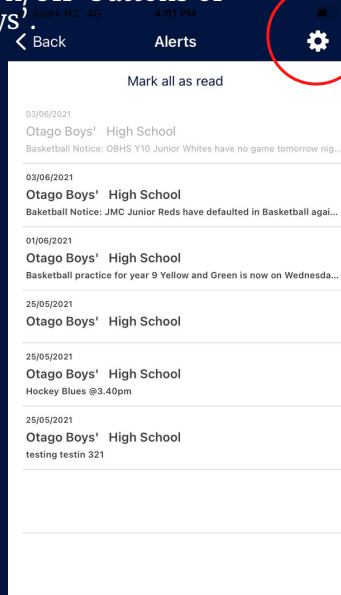 ys'.
Spark NZ 4G 4:01 PM
Back Alerts
Mark all as read
03/06/2021
Otago Boys' High School
Basketball Notice: OBHS Y10 Junior Whites have no game tomorrow nig...
03/06/2021
Otago Boys' High School
Baketball Notice: JMC Junior Reds have defaulted in Basketball agai...
01/06/2021
Otago Boys' High School
Basketball practice for year 9 Yellow and Green is now on Wednesda...
25/05/2021
Otago Boys' High School
25/05/2021
Otago Boys' High School
Hockey Blues @3.40pm
25/05/2021
Otago Boys' High School
testing testin 321